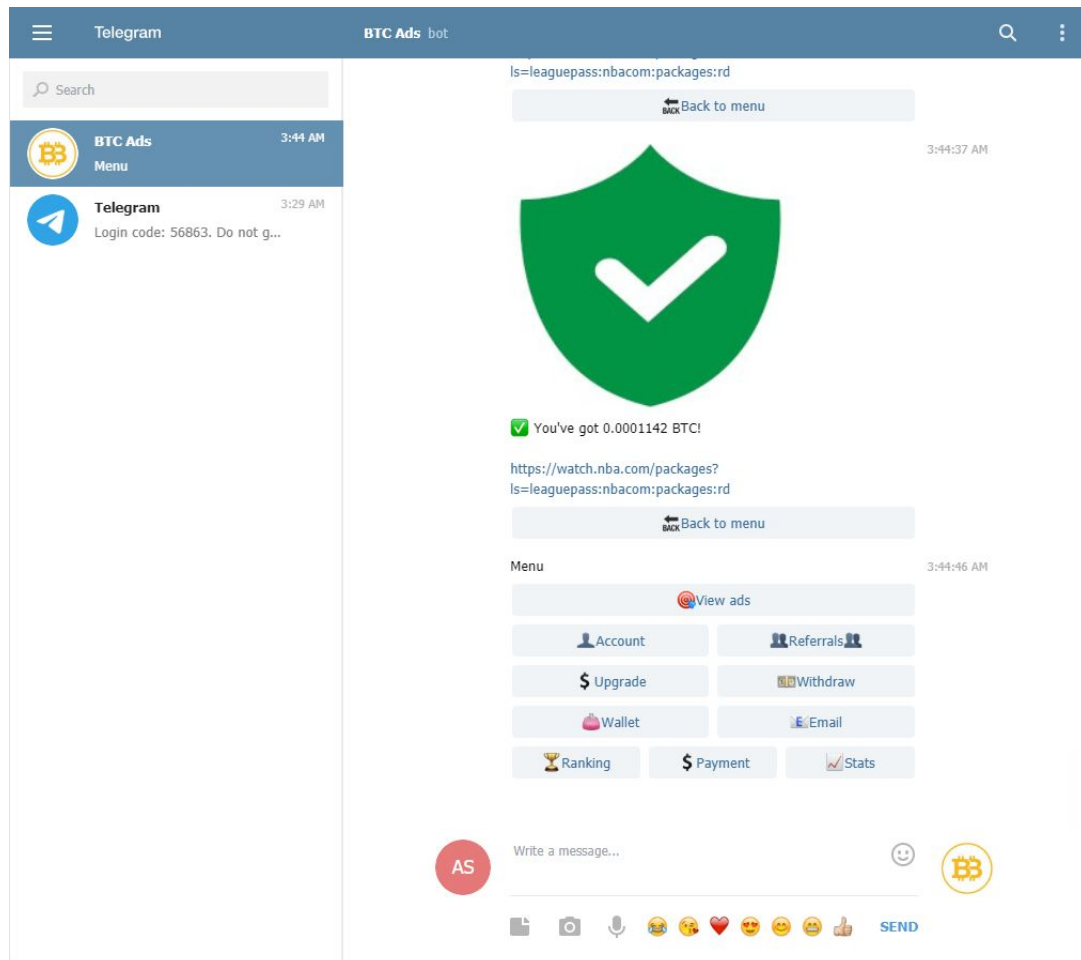 Telegram
BTC Ads bot
Search
BTC Ads 3:44 AM
Menu
Telegram 3:29 AM
Login code: 56863. Do not g...
ls=leaguepass:nbacom:packages:rd
BACK Back to menu
3:44:37 AM
You've got 0.0001142 BTC!
https://watch.nba.com/packages?
ls=leaguepass:nbacom:packages:rd
BACK Back to menu
Menu 3:44:46 AM
View ads
Account Referrals
$ Upgrade Withdraw
Wallet Email
Ranking $ Payment Stats
AS
Write a message...
SEND